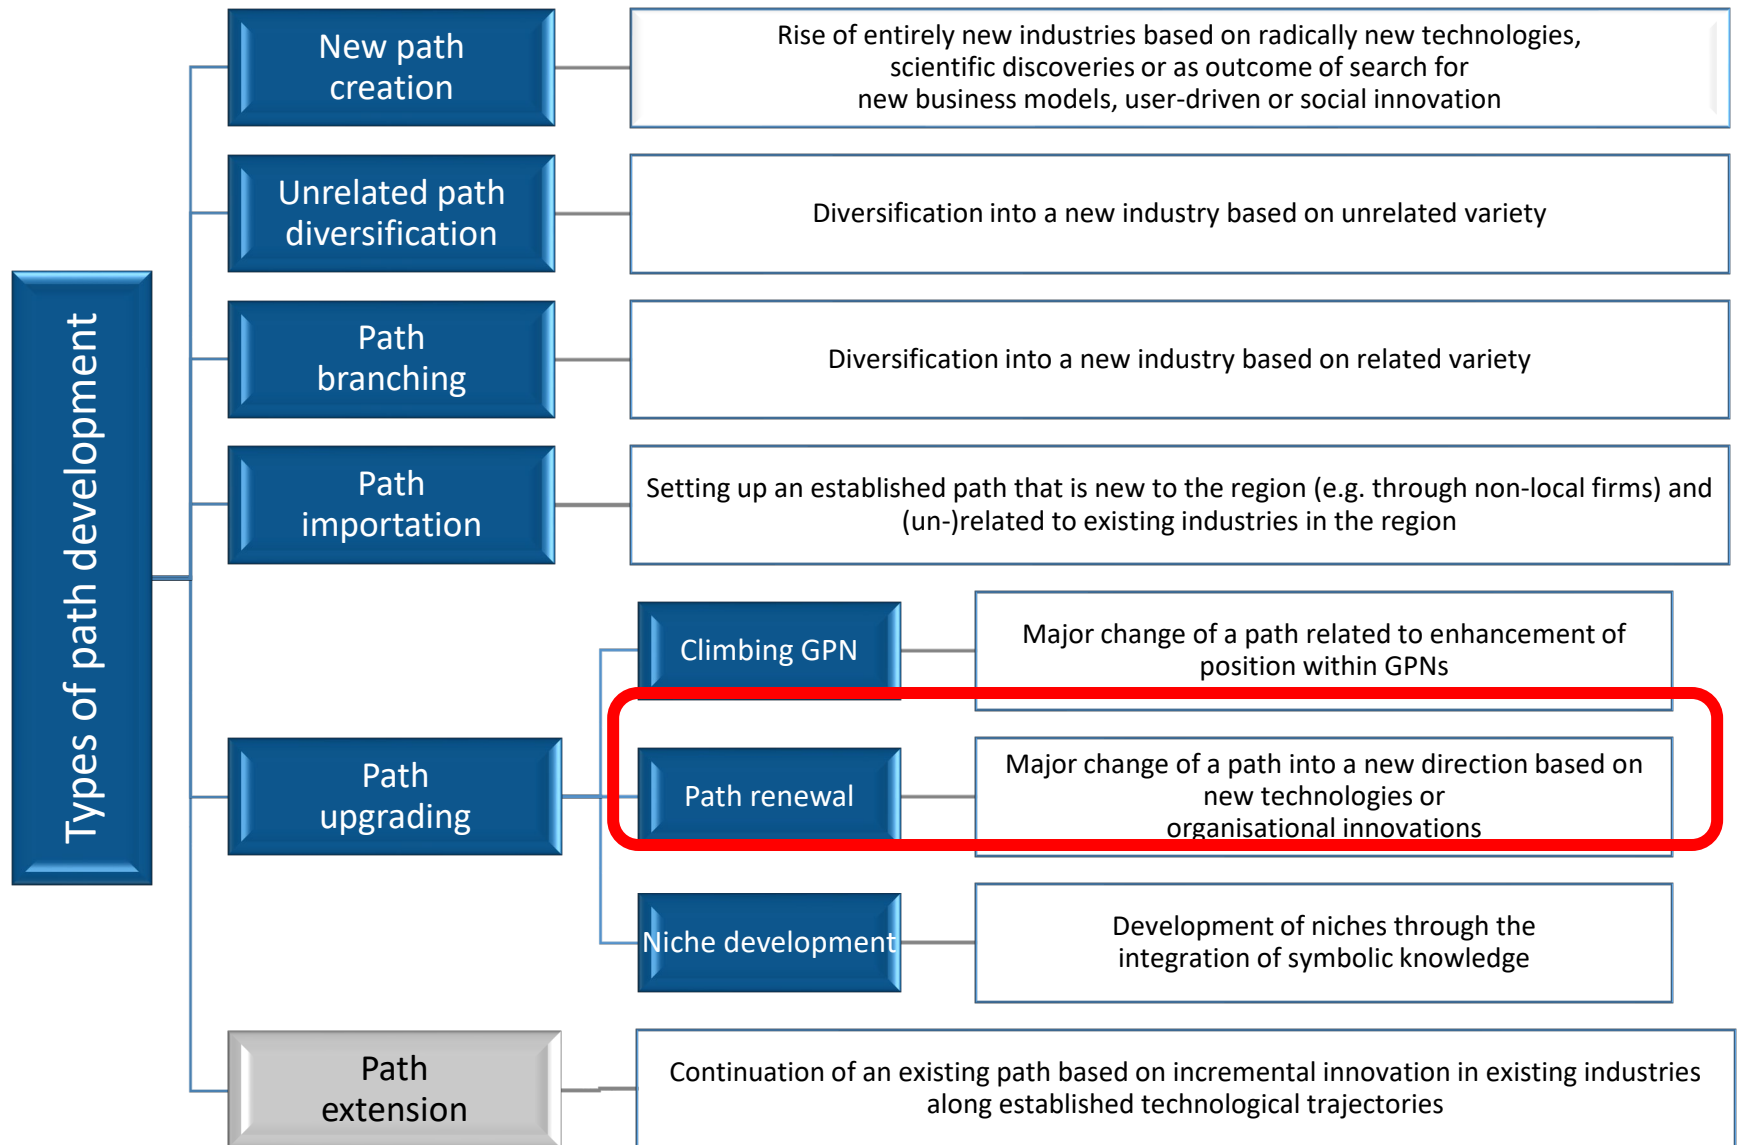 Types of path development
New path
creation
Rise of entirely new industries based on radically new technologies,
scientific discoveries or as outcome of search for
new business models, user-driven or social innovation
Unrelated path
diversification
Diversification into a new industry based on unrelated variety
Path
branching
Diversification into a new industry based on related variety
Path
importation
Setting up an established path that is new to the region (e.g. through non-local firms) and
(un-)related to existing industries in the region
Path
upgrading
Climbing GPN
Major change of a path related to enhancement of
position within GPNs
Path renewal
Major change of a path into a new direction based on
new technologies or
organisational innovations
Niche development
Development of niches through the
integration of symbolic knowledge
Path
extension
Continuation of an existing path based on incremental innovation in existing industries
along established technological trajectories